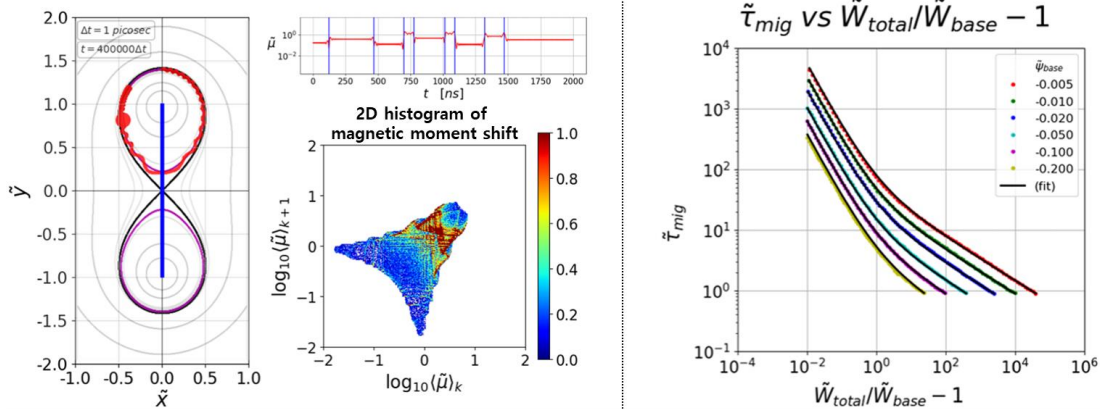 Δt = 1 picosec
t = 400000Δt
2.0
1.5
1.0
0.5
0.0
-0.5
-1.0
-1.5
-2.0
ỹ
-1.0 -0.5 0.0 0.5 1.0
x̃
μ̃
10⁰
10⁻²
0 250 500 750 1000 1250 1500 1750 2000
t [ns]
2D histogram of
magnetic moment shift
2
1
0
−1
−2
log₁₀⟨μ̃⟩ₖ₊₁
−2 −1 0 1 2
log₁₀⟨μ̃⟩ₖ
1.0
0.8
0.6
0.4
0.2
0.0
τ̃mig vs W̃total/W̃base − 1
10⁴
10³
10²
10¹
10⁰
10⁻¹
τ̃mig
10⁻⁴ 10⁻² 10⁰ 10² 10⁴ 10⁶
W̃total/W̃base − 1
ψ̃base
-0.005
-0.010
-0.020
-0.050
-0.100
-0.200
(fit)